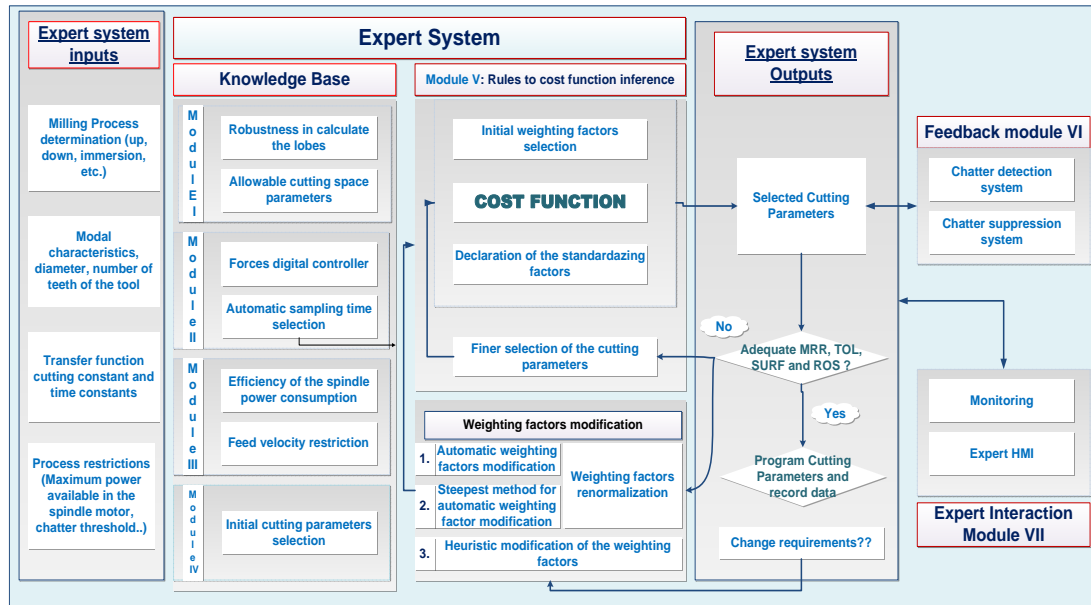 Expert system
inputs
Milling Process
determination (up,
down, immersion,
etc.)
Modal
characteristics,
diameter, number of
teeth of the tool
Transfer function
cutting constant and
time constants
Process restrictions
(Maximum power
available in the
spindle motor,
chatter threshold..)
Expert System
Knowledge Base
M
o
d
u
l
E
I
Robustness in calculate
the lobes
Allowable cutting space
parameters
M
o
d
u
l
e
II
Forces digital controller
Automatic sampling time
selection
M
o
d
u
l
e
III
Efficiency of the spindle
power consumption
Feed velocity restriction
M
o
d
u
l
e
IV
Initial cutting parameters
selection
Module V: Rules to cost function inference
Initial weighting factors
selection
COST FUNCTION
Declaration of the standardazing
factors
Finer selection of the cutting
parameters
Weighting factors modification
1. Automatic weighting
factors modification
2. Steepest method for
automatic weighting
factor modification
Weighting factors
renormalization
3. Heuristic modification of the weighting
factors
Expert system
Outputs
Selected Cutting
Parameters
No
Adequate MRR, TOL,
SURF and ROS ?
Yes
Program Cutting
Parameters and
record data
Change requirements??
Feedback module VI
Chatter detection
system
Chatter suppression
system
Monitoring
Expert HMI
Expert Interaction
Module VII